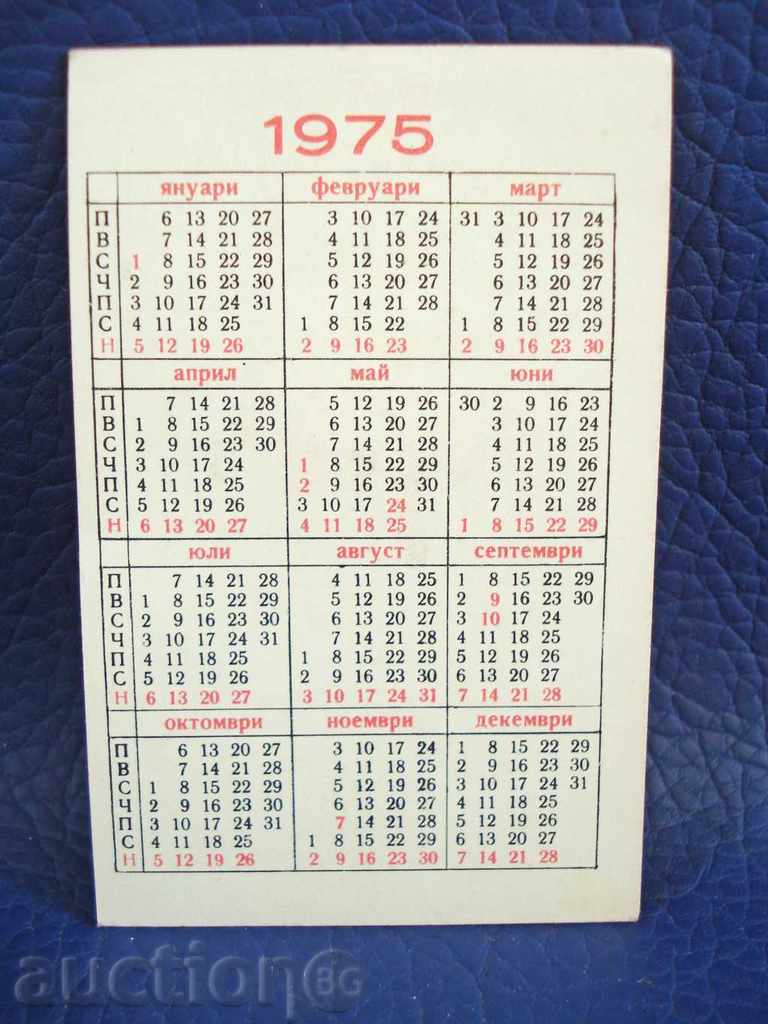 1975
януари февруари март
П 6 13 20 27 3 10 17 24 31 3 10 17 24
В 7 14 21 28 4 11 18 25 4 11 18 25
С 1 8 15 22 29 5 12 19 26 5 12 19 26
Ч 2 9 16 23 30 6 13 20 27 6 13 20 27
П 3 10 17 24 31 7 14 21 28 7 14 21 28
С 4 11 18 25 1 8 15 22 1 8 15 22 29
Н 5 12 19 26 2 9 16 23 2 9 16 23 30
април май юни
П 7 14 21 28 5 12 19 26 30 2 9 16 23
В 1 8 15 22 29 6 13 20 27 3 10 17 24
С 2 9 16 23 30 7 14 21 28 4 11 18 25
Ч 3 10 17 24 1 8 15 22 29 5 12 19 26
П 4 11 18 25 2 9 16 23 30 6 13 20 27
С 5 12 19 26 3 10 17 24 31 7 14 21 28
Н 6 13 20 27 4 11 18 25 1 8 15 22 29
юли август септември
П 7 14 21 28 4 11 18 25 1 8 15 22 29
В 1 8 15 22 29 5 12 19 26 2 9 16 23 30
С 2 9 16 23 30 6 13 20 27 3 10 17 24
Ч 3 10 17 24 31 7 14 21 28 4 11 18 25
П 4 11 18 25 1 8 15 22 29 5 12 19 26
С 5 12 19 26 2 9 16 23 30 6 13 20 27
Н 6 13 20 27 3 10 17 24 31 7 14 21 28
октомври ноември декември
П 6 13 20 27 3 10 17 24 1 8 15 22 29
В 7 14 21 28 4 11 18 25 2 9 16 23 30
С 1 8 15 22 29 5 12 19 26 3 10 17 24 31
Ч 2 9 16 23 30 6 13 20 27 4 11 18 25
П 3 10 17 24 31 7 14 21 28 5 12 19 26
С 4 11 18 25 1 8 15 22 29 6 13 20 27
Н 5 12 19 26 2 9 16 23 30 7 14 21 28
auction BG